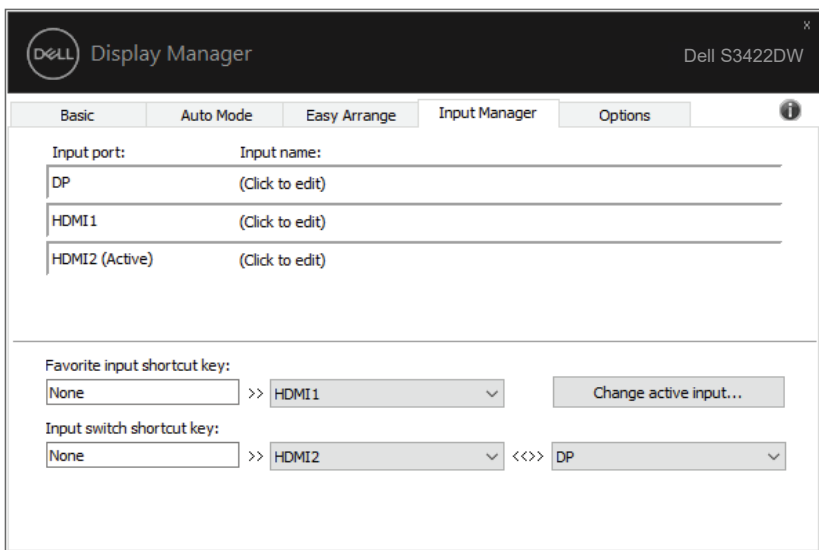 x
DELL Display Manager
Dell S3422DW
Basic Auto Mode Easy Arrange Input Manager Options
Input port: Input name:
DP (Click to edit)
HDMI1 (Click to edit)
HDMI2 (Active) (Click to edit)
Favorite input shortcut key:
None >> HDMI1 Change active input...
Input switch shortcut key:
None >> HDMI2 <<>> DP